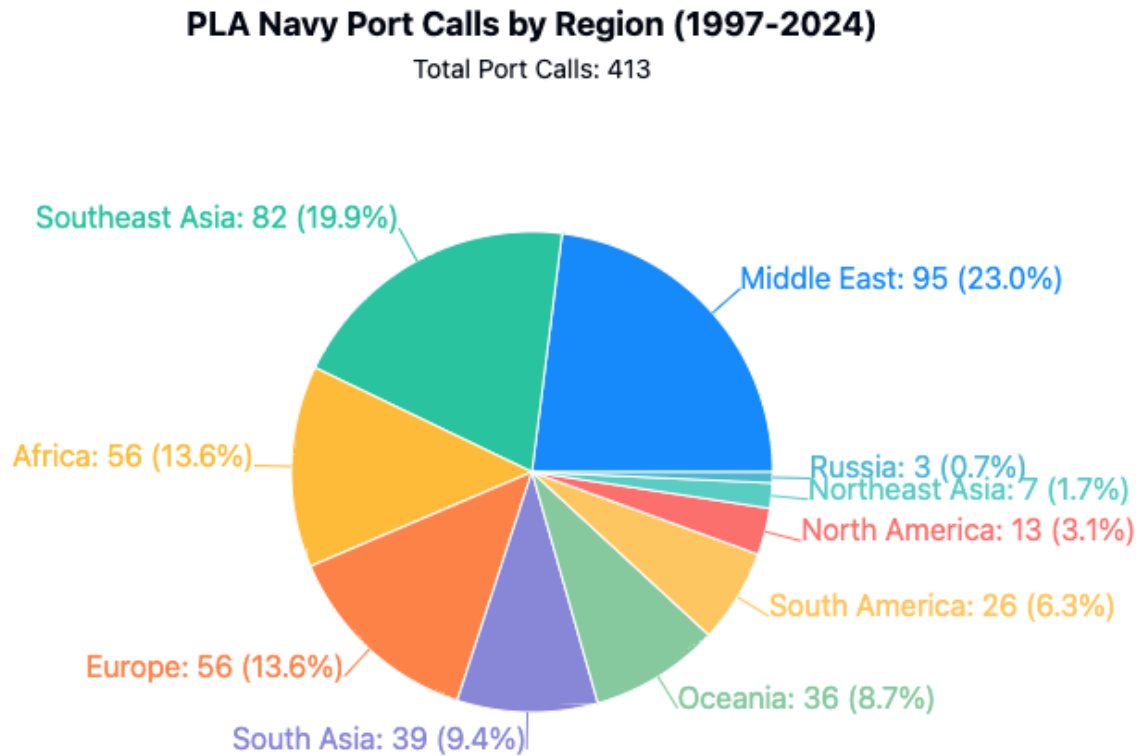 PLA Navy Port Calls by Region (1997-2024)
Total Port Calls: 413
Southeast Asia: 82 (19.9%)
Middle East: 95 (23.0%)
Africa: 56 (13.6%)
Russia: 3 (0.7%)
Northeast Asia: 7 (1.7%)
North America: 13 (3.1%)
South America: 26 (6.3%)
Europe: 56 (13.6%)
Oceania: 36 (8.7%)
South Asia: 39 (9.4%)